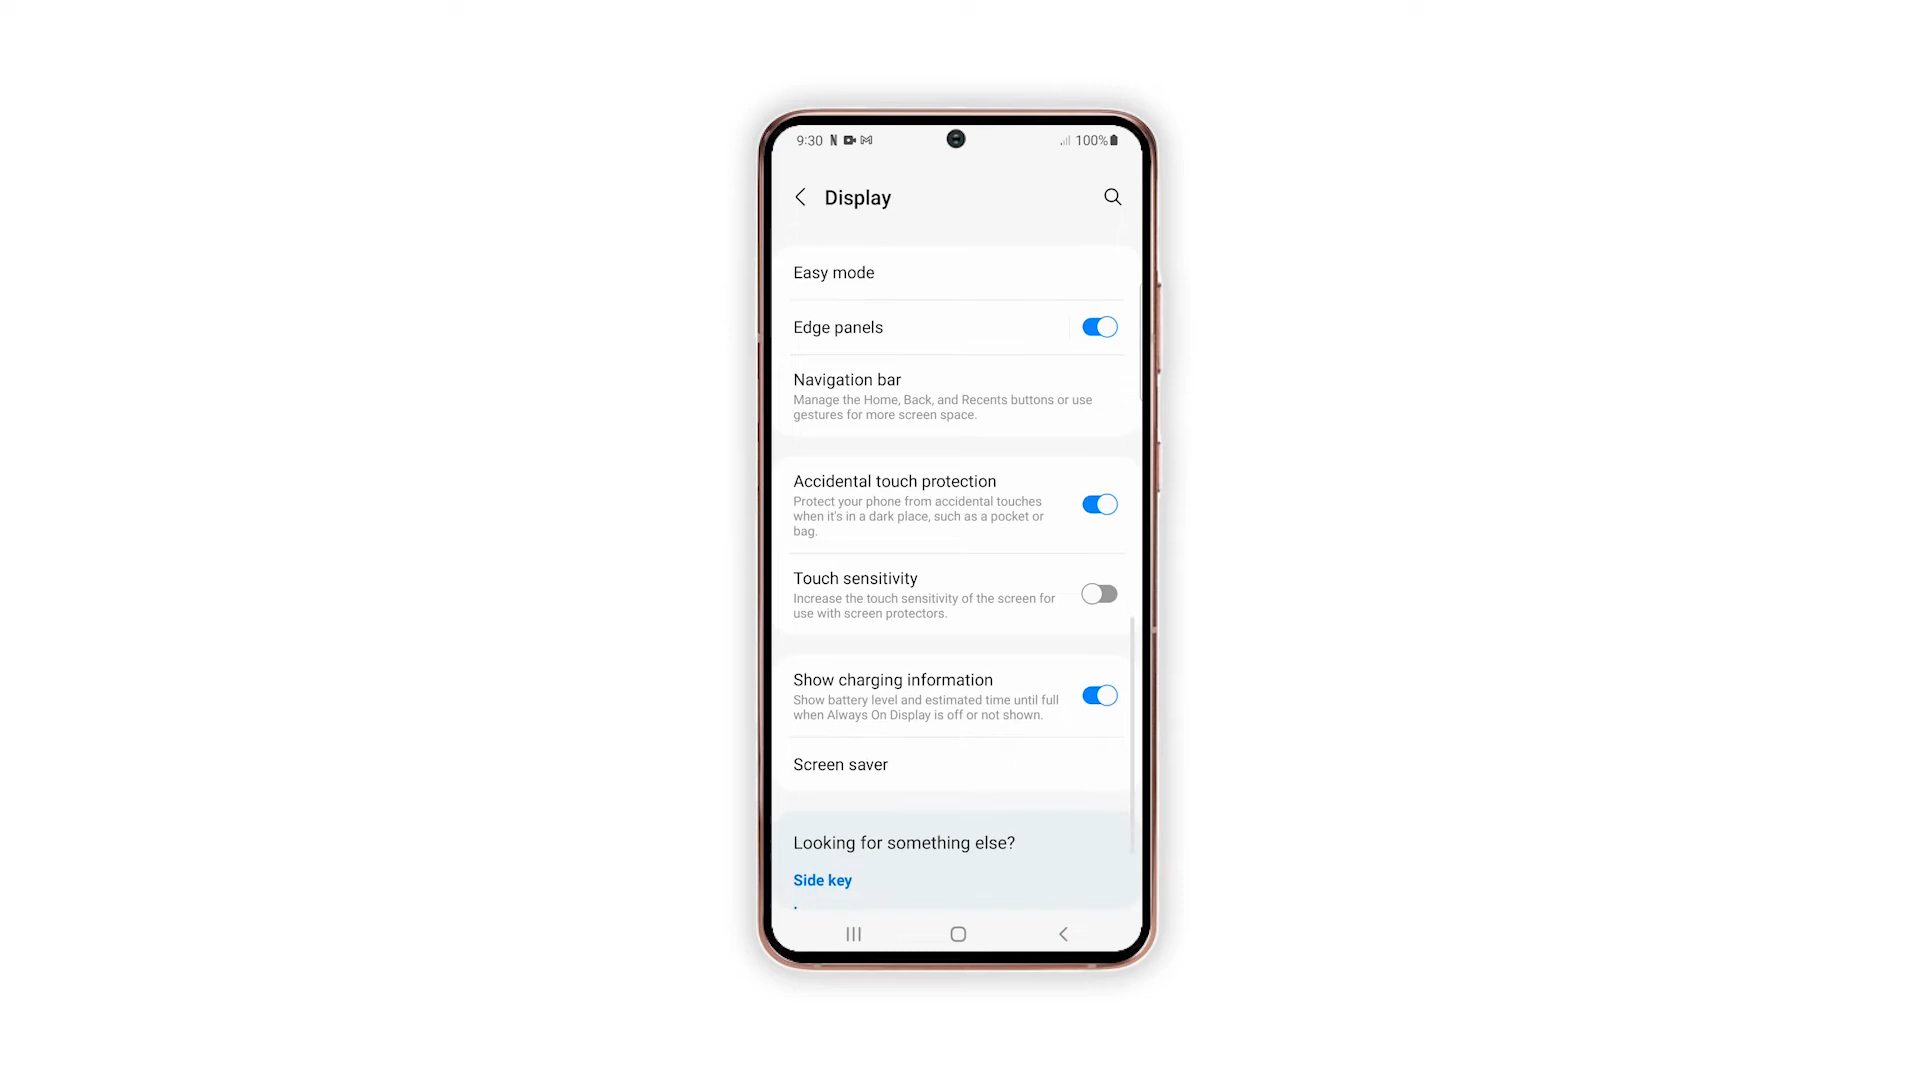 9:30 100%
Display
Easy mode
Edge panels
Navigation bar
Manage the Home, Back, and Recents buttons or use
gestures for more screen space.
Accidental touch protection
Protect your phone from accidental touches
when it's in a dark place, such as a pocket or
bag.
Touch sensitivity
Increase the touch sensitivity of the screen for
use with screen protectors.
Show charging information
Show battery level and estimated time until full
when Always On Display is off or not shown.
Screen saver
Looking for something else?
Side key